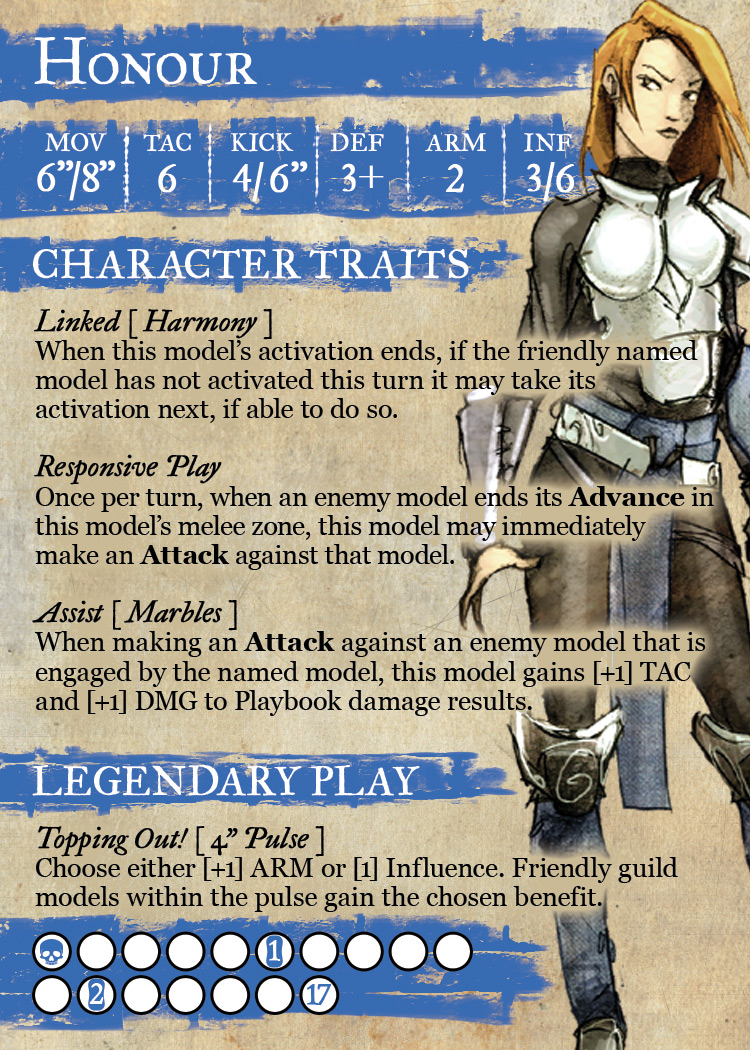 Honour
MOV TAC KICK DEF ARM INF
6”/8” 6 4/6” 3+ 2 3/6
CHARACTER TRAITS
Linked [ Harmony ]
When this model’s activation ends, if the friendly named
model has not activated this turn it may take its
activation next, if able to do so.
Responsive Play
Once per turn, when an enemy model ends its Advance in
this model’s melee zone, this model may immediately
make an Attack against that model.
Assist [ Marbles ]
When making an Attack against an enemy model that is
engaged by the named model, this model gains [+1] TAC
and [+1] DMG to Playbook damage results.
LEGENDARY PLAY
Topping Out! [ 4” Pulse ]
Choose either [+1] ARM or [1] Influence. Friendly guild
models within the pulse gain the chosen benefit.
1
2 17